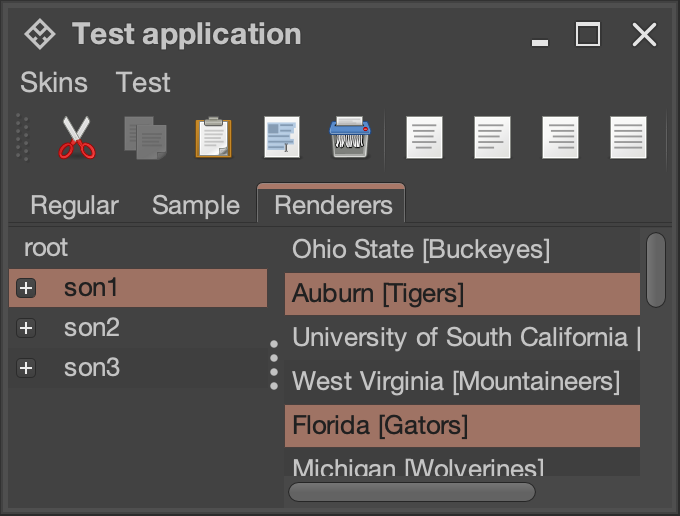 Test application
Skins Test
Regular Sample Renderers
root
son1
son2
son3
Ohio State [Buckeyes]
Auburn [Tigers]
University of South California [
West Virginia [Mountaineers]
Florida [Gators]
Michigan [Wolverines]